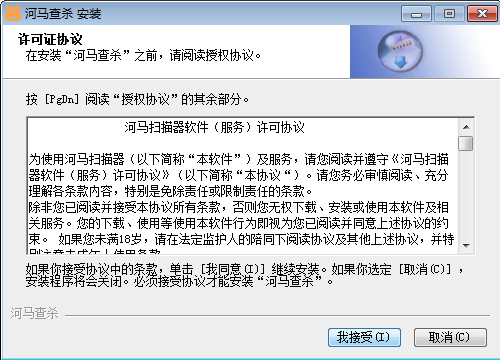 河马查杀 安装
许可证协议
在安装“河马查杀”之前，请阅读授权协议。
按 [PgDn] 阅读“授权协议”的其余部分。
河马扫描器软件（服务）许可协议
为使用河马扫描器（以下简称“本软件”）及服务，请您阅读并遵守《河马扫描
器软件（服务）许可协议》（以下简称“本协议“）。请您务必审慎阅读、充分
理解各条款内容，特别是免除责任或限制责任的条款。
除非您已阅读并接受本协议所有条款，否则您无权下载、安装或使用本软件及相
关服务。您的下载、使用等使用本软件行为即视为您已阅读并同意上述协议的约
束。 如果您未满18岁，请在法定监护人的陪同下阅读协议及其他上述协议，并特
别注意未成年人使用条款
如果你接受协议中的条款，单击 [我同意(I)] 继续安装。如果你选定 [取消(C)] ，
安装程序将会关闭。必须接受协议才能安装“河马查杀”。
河马查杀
我接受(I)
取消(C)